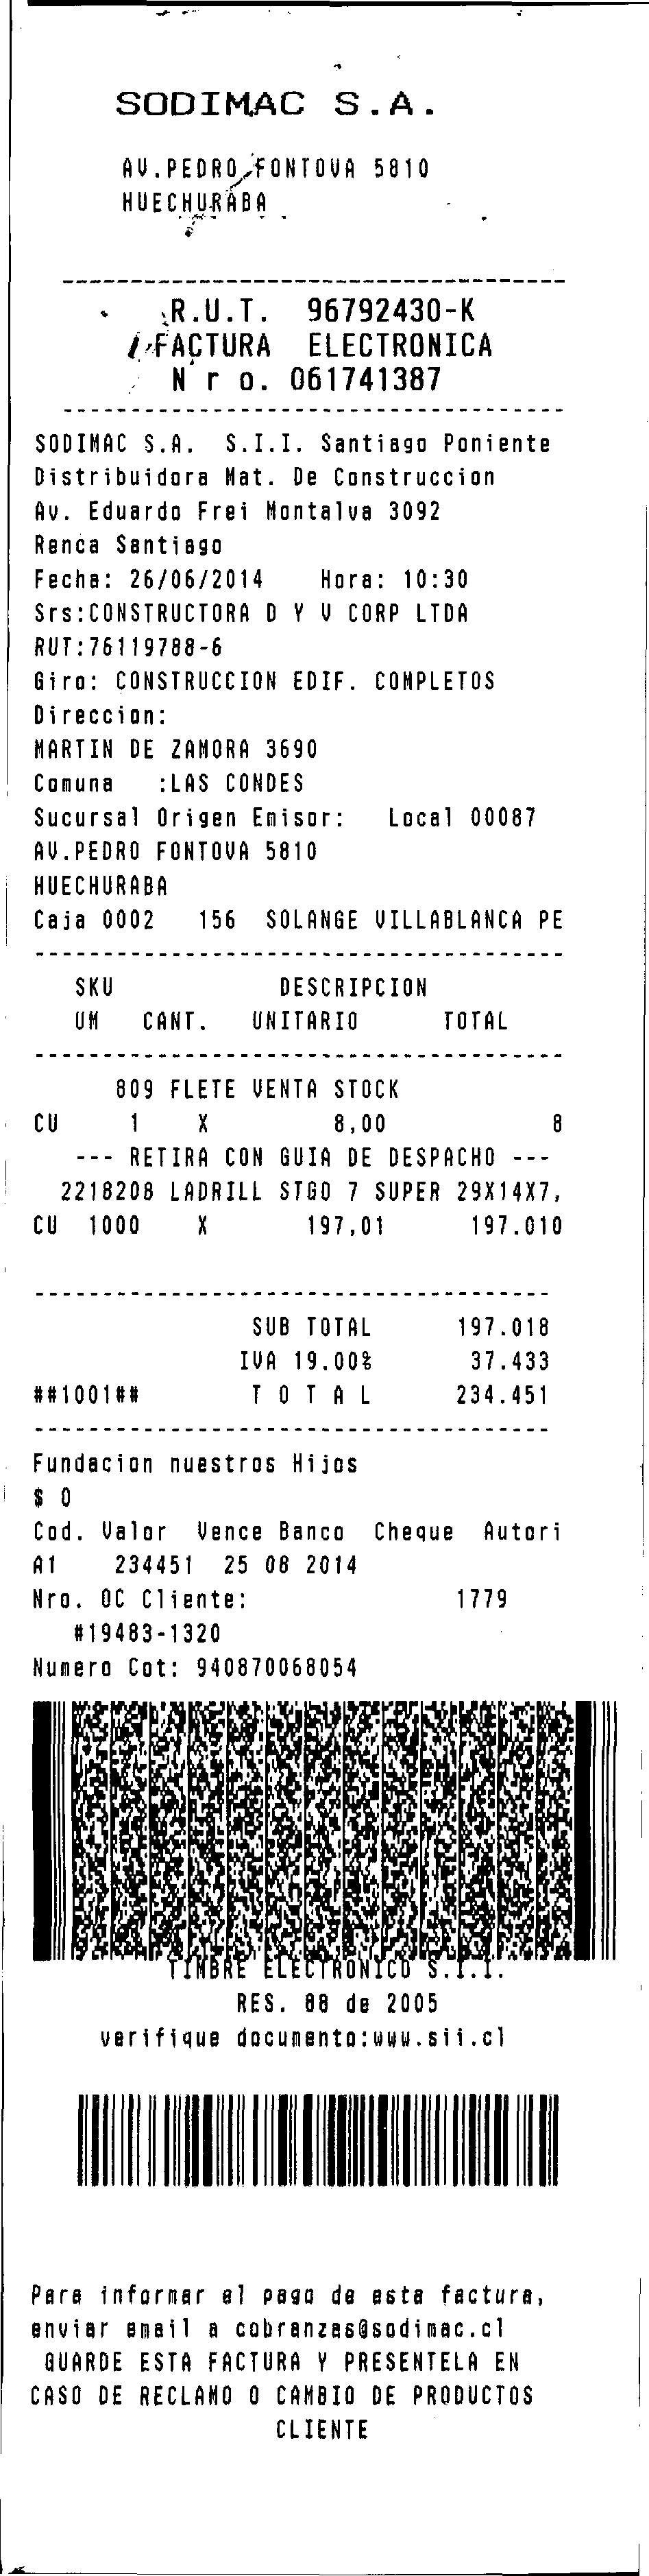 SODIMAC S.A.
AV.PEDRO FONTOVA 5810
HUECHURABA
R.U.T. 96792430-K
FACTURA ELECTRONICA
N r o. 061741387
SODIMAC S.A. S.I.I. Santiago Poniente
Distribuidora Mat. De Construccion
Av. Eduardo Frei Montalva 3092
Renca Santiago
Fecha: 26/06/2014 Hora: 10:30
Srs:CONSTRUCTORA D Y V CORP LTDA
RUT:76119788-6
Giro: CONSTRUCCION EDIF. COMPLETOS
Direccion:
MARTIN DE ZAMORA 3690
Comuna :LAS CONDES
Sucursal Origen Emisor: Local 00087
AV.PEDRO FONTOVA 5810
HUECHURABA
Caja 0002 156 SOLANGE VILLABLANCA PE
SKU DESCRIPCION
UM CANT. UNITARIO TOTAL
809 FLETE VENTA STOCK
CU 1 X 8,00 8
--- RETIRA CON GUIA DE DESPACHO ---
2218208 LADRILL STGO 7 SUPER 29X14X7,
CU 1000 X 197,01 197.010
SUB TOTAL 197.018
IVA 19.00% 37.433
##1001## T O T A L 234.451
Fundacion nuestros Hijos
$ 0
Cod. Valor Vence Banco Cheque Autori
A1 234451 25 08 2014
Nro. OC Cliente: 1779
#19483-1320
Numero Cot: 940870068054
TIMBRE ELECTRONICO S.I.I.
RES. 88 de 2005
verifique documento:www.sii.cl
Para informar el pago de esta factura,
enviar email a cobranzas@sodimac.cl
GUARDE ESTA FACTURA Y PRESENTELA EN
CASO DE RECLAMO O CAMBIO DE PRODUCTOS
CLIENTE